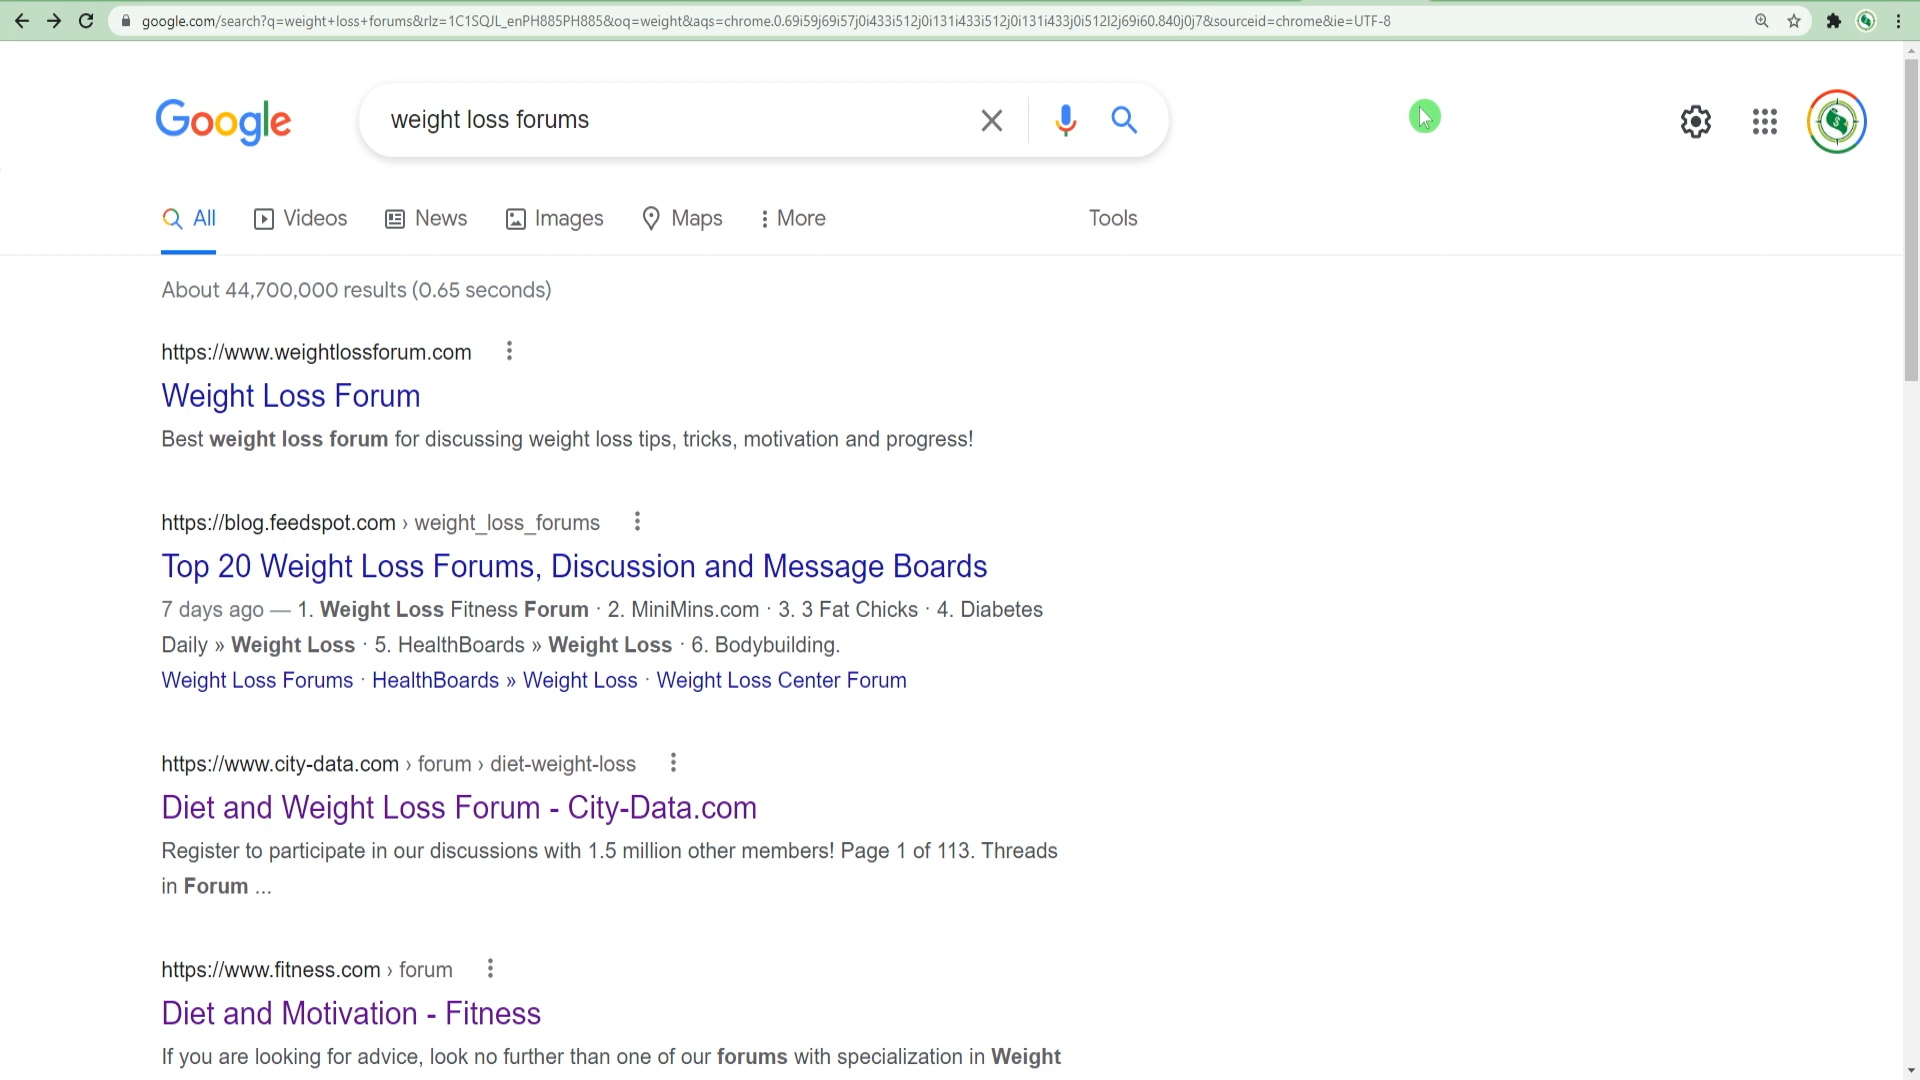 google.com/search?q=weight+loss+forums&rlz=1C1SQJL_enPH885PH885&oq=weight&aqs=chrome.0.69i59j69i57j0i433i512j0i131i433i512j0i131i433j0i512l2j69i60.840j0j7&sourceid=chrome&ie=UTF-8
Google
weight loss forums
All Videos News Images Maps More Tools
About 44,700,000 results (0.65 seconds)
https://www.weightlossforum.com
Weight Loss Forum
Best weight loss forum for discussing weight loss tips, tricks, motivation and progress!
https://blog.feedspot.com › weight_loss_forums
Top 20 Weight Loss Forums, Discussion and Message Boards
7 days ago — 1. Weight Loss Fitness Forum · 2. MiniMins.com · 3. 3 Fat Chicks · 4. Diabetes
Daily » Weight Loss · 5. HealthBoards » Weight Loss · 6. Bodybuilding.
Weight Loss Forums · HealthBoards » Weight Loss · Weight Loss Center Forum
https://www.city-data.com › forum › diet-weight-loss
Diet and Weight Loss Forum - City-Data.com
Register to participate in our discussions with 1.5 million other members! Page 1 of 113. Threads
in Forum ...
https://www.fitness.com › forum
Diet and Motivation - Fitness
If you are looking for advice, look no further than one of our forums with specialization in Weight